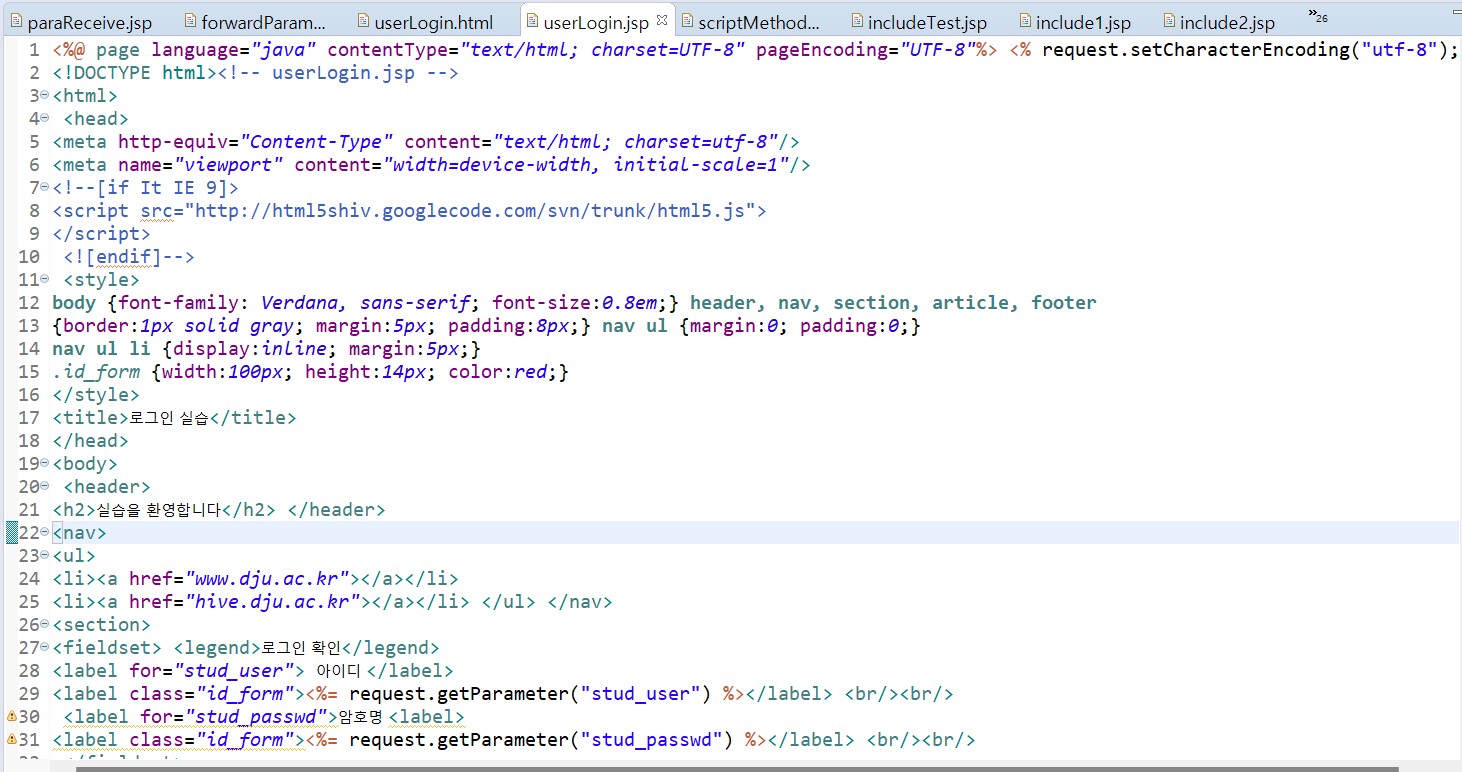 paraReceive.jsp forwardParam... userLogin.html userLogin.jsp scriptMethod... includeTest.jsp include1.jsp include2.jsp »26
1 <%@ page language="java" contentType="text/html; charset=UTF-8" pageEncoding="UTF-8"%> <% request.setCharacterEncoding("utf-8");
2 <!DOCTYPE html><!-- userLogin.jsp -->
3 <html>
4 <head>
5 <meta http-equiv="Content-Type" content="text/html; charset=utf-8"/>
6 <meta name="viewport" content="width=device-width, initial-scale=1"/>
7 <!--[if It IE 9]>
8 <script src="http://html5shiv.googlecode.com/svn/trunk/html5.js">
9 </script>
10 <![endif]-->
11 <style>
12 body {font-family: Verdana, sans-serif; font-size:0.8em;} header, nav, section, article, footer
13 {border:1px solid gray; margin:5px; padding:8px;} nav ul {margin:0; padding:0;}
14 nav ul li {display:inline; margin:5px;}
15 .id_form {width:100px; height:14px; color:red;}
16 </style>
17 <title>로그인 실습</title>
18 </head>
19 <body>
20 <header>
21 <h2>실습을 환영합니다</h2> </header>
22 <nav>
23 <ul>
24 <li><a href="www.dju.ac.kr"></a></li>
25 <li><a href="hive.dju.ac.kr"></a></li> </ul> </nav>
26 <section>
27 <fieldset> <legend>로그인 확인</legend>
28 <label for="stud_user"> 아이디 </label>
29 <label class="id_form"><%= request.getParameter("stud_user") %></label> <br/><br/>
30 <label for="stud_passwd">암호명 <label>
31 <label class="id_form"><%= request.getParameter("stud_passwd") %></label> <br/><br/>